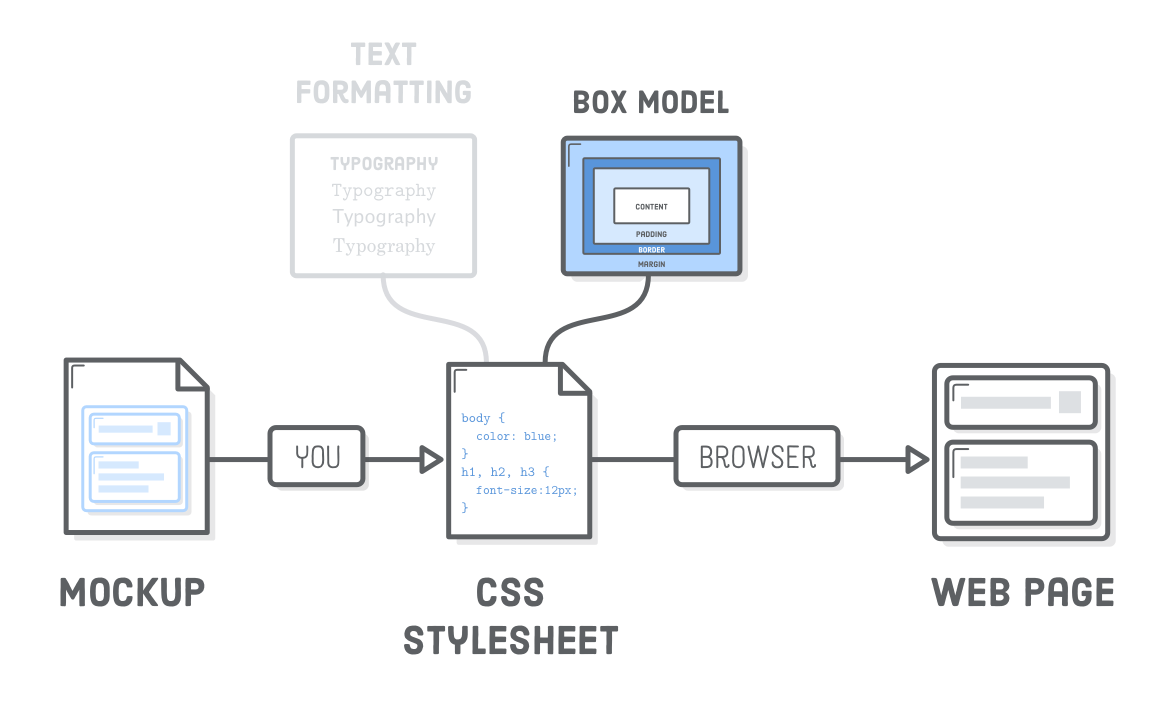 TEXT
FORMATTING
TYPOGRAPHY
Typography
Typography
Typography
BOX MODEL
CONTENT
PADDING
BORDER
MARGIN
YOU
body {
color: blue;
}
h1, h2, h3 {
font-size:12px;
}
BROWSER
MOCKUP
CSS
STYLESHEET
WEB PAGE